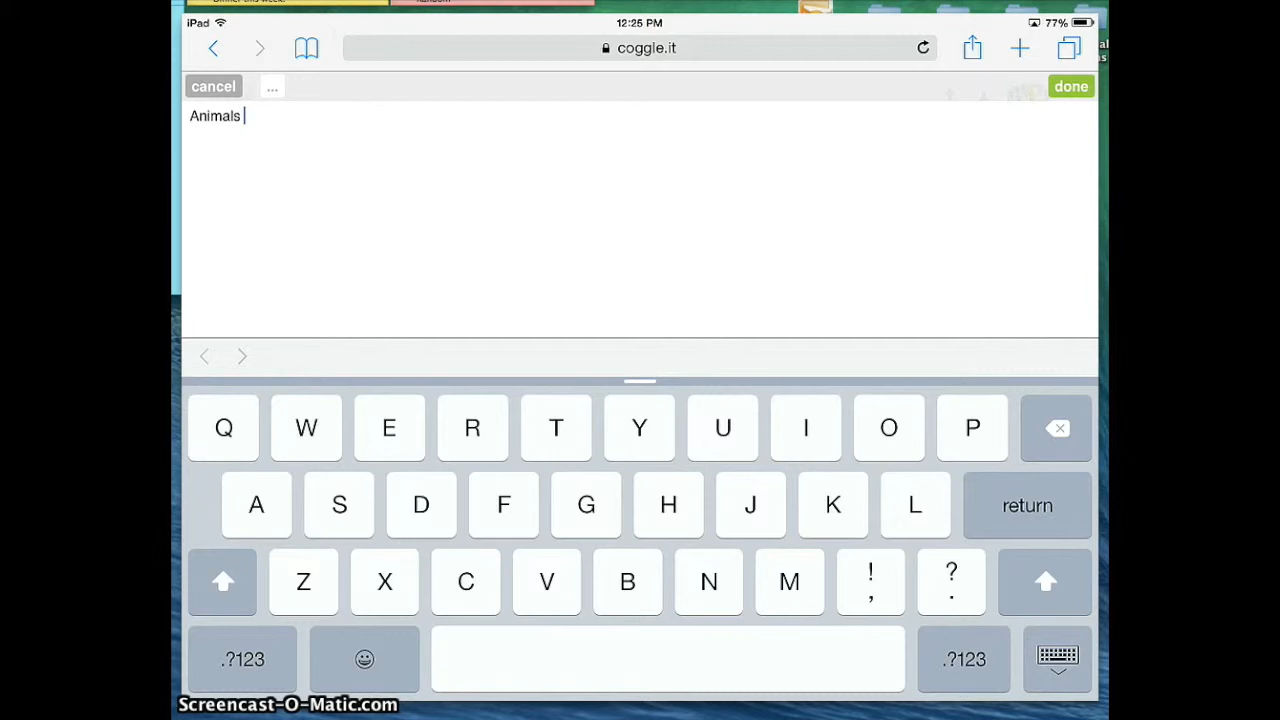 iPad 12:25 PM 77%
coggle.it
cancel ... done
Animals
Q W E R T Y U I O P
A S D F G H J K L return
Z X C V B N M ! , ? .
.?123 .?123
Screencast-O-Matic.com